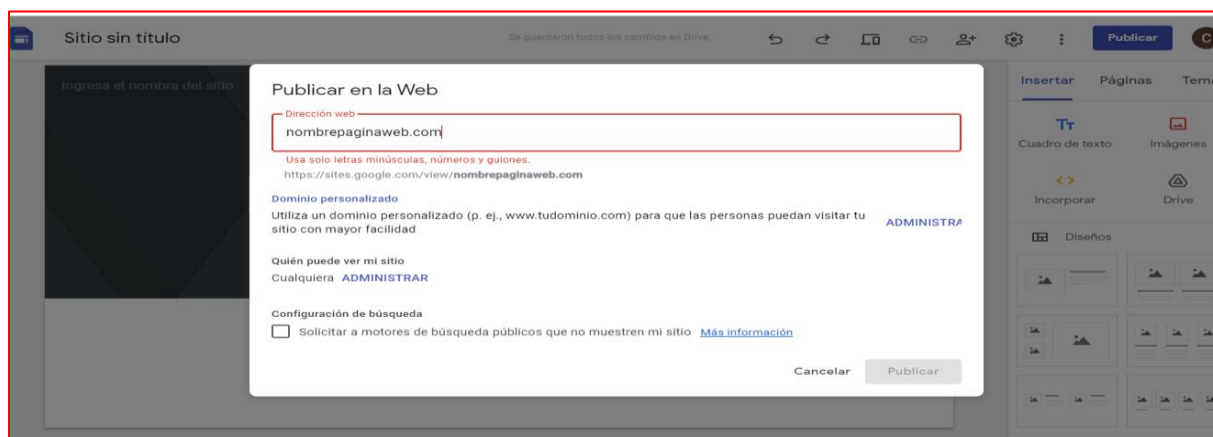 Sitio sin título
Se guardaron todos los cambios en Drive.
Publicar
C
Ingresa el nombre del sitio
Insertar Páginas Tema
Publicar en la Web
Dirección web
nombrepaginaweb.com
Usa solo letras minúsculas, números y guiones.
https://sites.google.com/view/nombrepaginaweb.com
Dominio personalizado
Utiliza un dominio personalizado (p. ej., www.tudominio.com) para que las personas puedan visitar tu
sitio con mayor facilidad
ADMINISTRA
Quién puede ver mi sitio
Cualquiera ADMINISTRAR
Configuración de búsqueda
Solicitar a motores de búsqueda públicos que no muestren mi sitio Más información
Cancelar Publicar
Tт
Cuadro de texto Imágenes
Incorporar Drive
Diseños